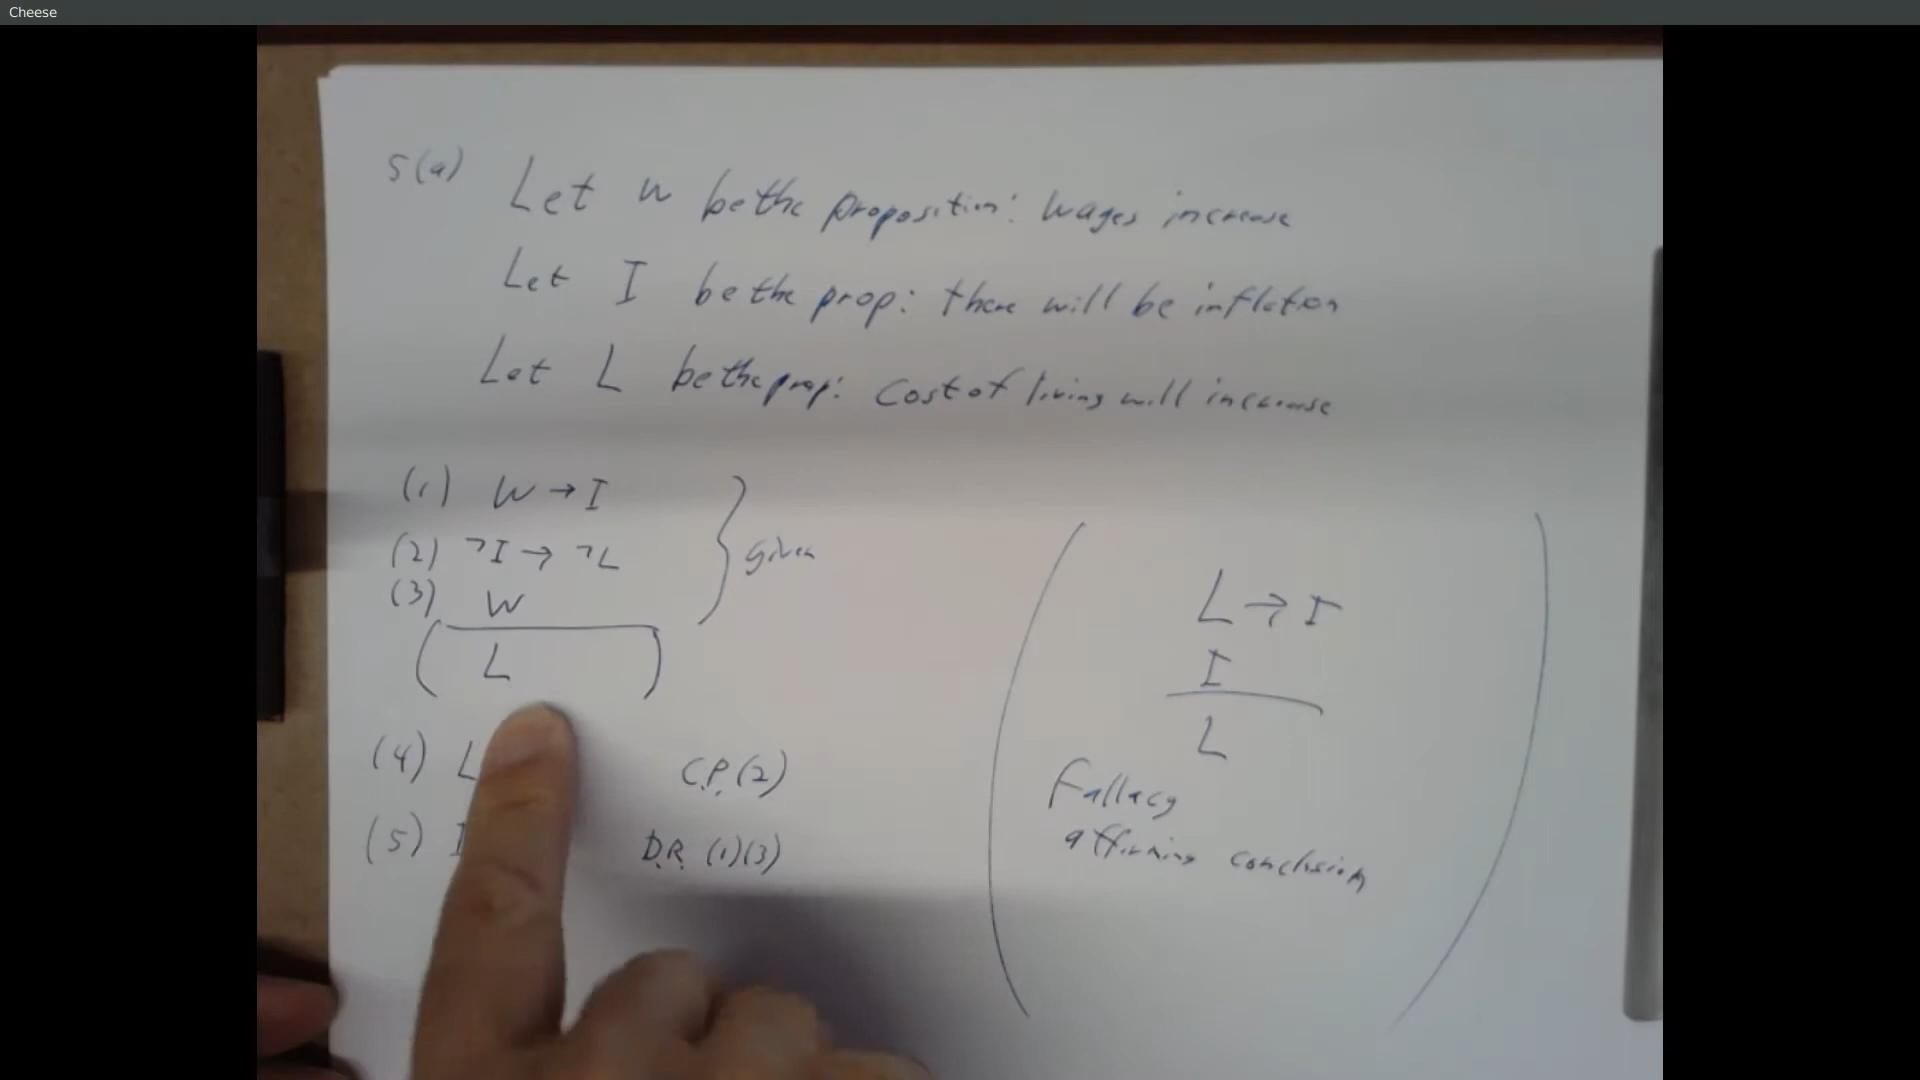 Cheese
5(a) Let W be the proposition: Wages increase
Let I be the prop: there will be inflation
Let L be the prop: Cost of living will increase
(1) W → I
(2) ¬I → ¬L
(3) W
given
( L )
(4) L C.P. (2)
(5) I D.R. (1)(3)
( L → I
I
L
Fallacy
affirming conclusion )